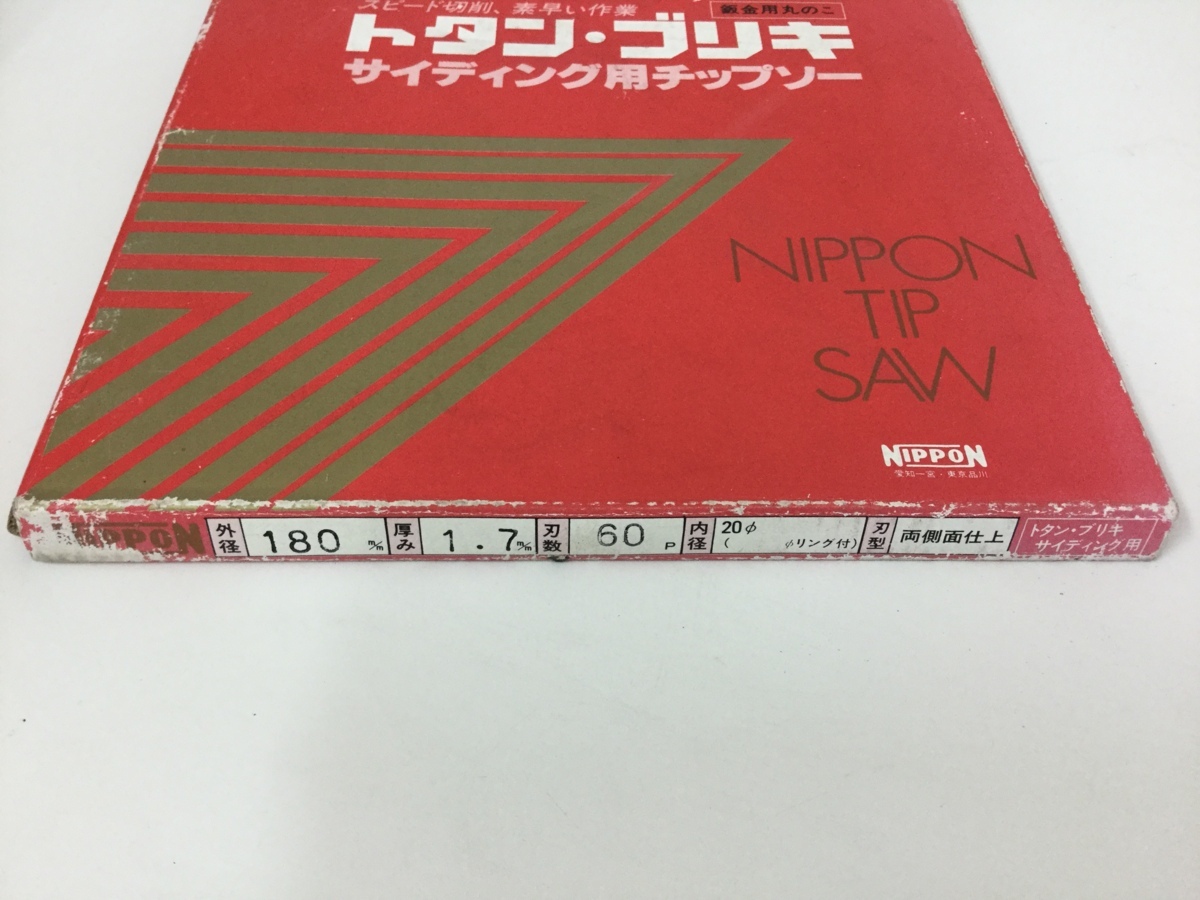 スピード切削、素早い作業
鈑金用丸のこ
トタン・ブリキ
サイディング用チップソー
NIPPON
TIP
SAW
NIPPON
愛知一宮・東京品川
NIPPON
外径
180 m/m
厚み
1.7 m/m
刃数
60 P
内径
20φ
( φリング付)
刃型
両側面仕上
トタン・ブリキ
サイディング用